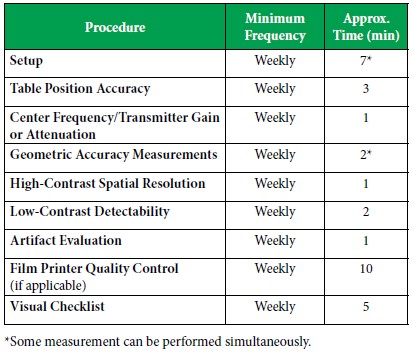 Procedure Minimum Frequency Approx. Time (min)
Setup Weekly 7*
Table Position Accuracy Weekly 3
Center Frequency/Transmitter Gain or Attenuation Weekly 1
Geometric Accuracy Measurements Weekly 2*
High-Contrast Spatial Resolution Weekly 1
Low-Contrast Detectability Weekly 2
Artifact Evaluation Weekly 1
Film Printer Quality Control (if applicable) Weekly 10
Visual Checklist Weekly 5
*Some measurement can be performed simultaneously.